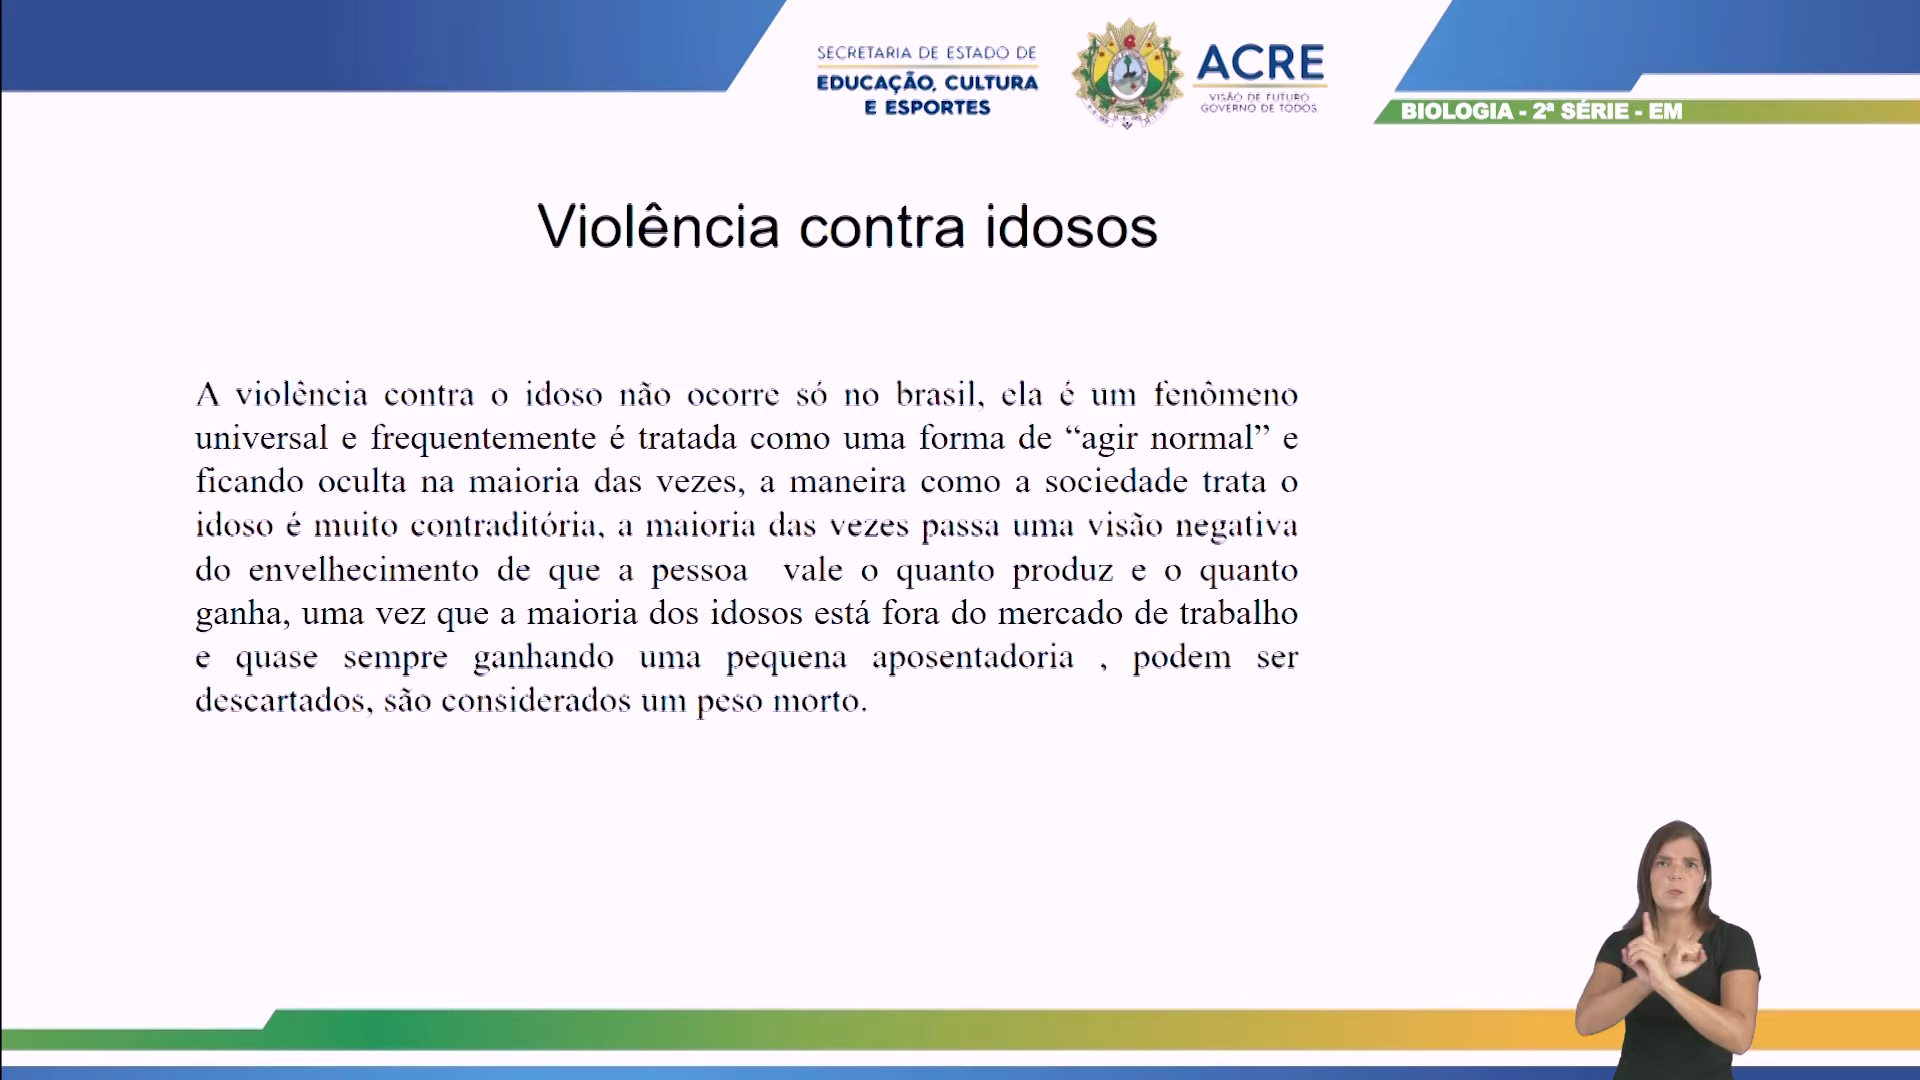 SECRETARIA DE ESTADO DE
EDUCAÇÃO, CULTURA
E ESPORTES
ACRE
VISÃO DE FUTURO
GOVERNO DE TODOS
BIOLOGIA - 2ª SÉRIE - EM
Violência contra idosos
A violência contra o idoso não ocorre só no brasil, ela é um fenômeno
universal e frequentemente é tratada como uma forma de “agir normal” e
ficando oculta na maioria das vezes, a maneira como a sociedade trata o
idoso é muito contraditória, a maioria das vezes passa uma visão negativa
do envelhecimento de que a pessoa vale o quanto produz e o quanto
ganha, uma vez que a maioria dos idosos está fora do mercado de trabalho
e quase sempre ganhando uma pequena aposentadoria , podem ser
descartados, são considerados um peso morto.